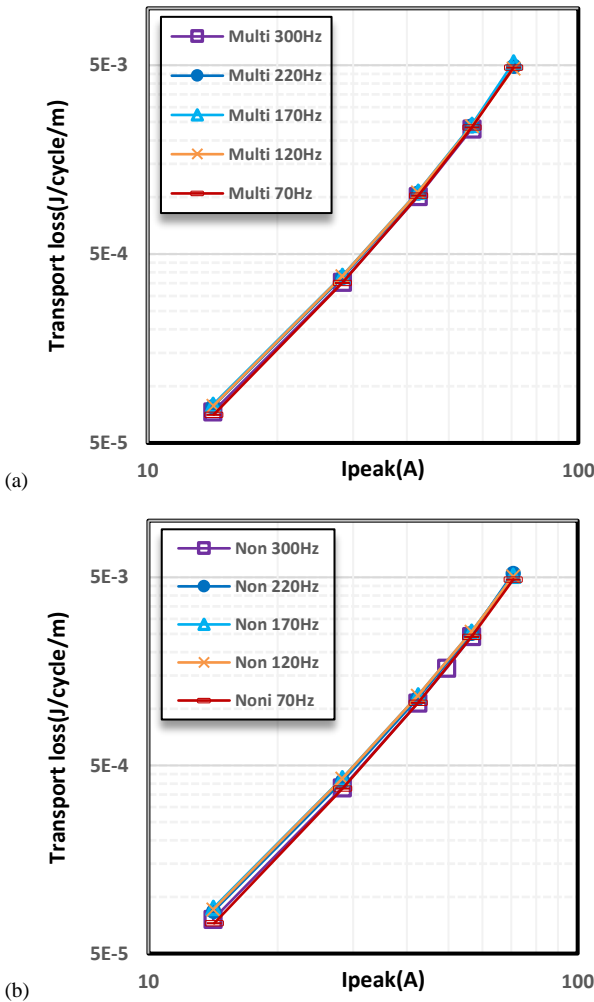 Multi 300Hz
Multi 220Hz
Multi 170Hz
Multi 120Hz
Multi 70Hz
Transport loss(J/cycle/m)
5E-3
5E-4
5E-5
10
Ipeak(A)
100
(a)
Non 300Hz
Non 220Hz
Non 170Hz
Non 120Hz
Noni 70Hz
Transport loss(J/cycle/m)
5E-3
5E-4
5E-5
10
Ipeak(A)
100
(b)